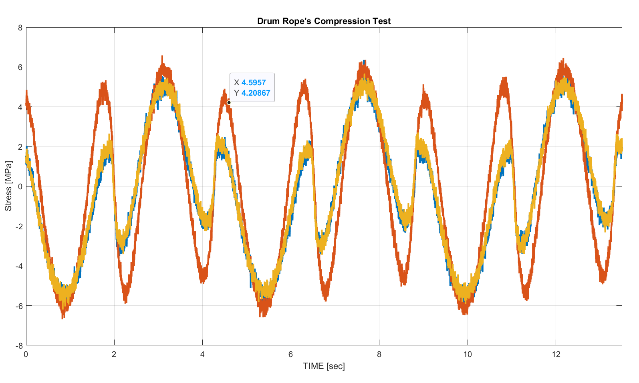 Drum Rope's Compression Test
8
6
4
2
0
-2
-4
-6
-8
Stress [MPa]
X 4.5957
Y 4.20867
0 2 4 6 8 10 12
TIME [sec]